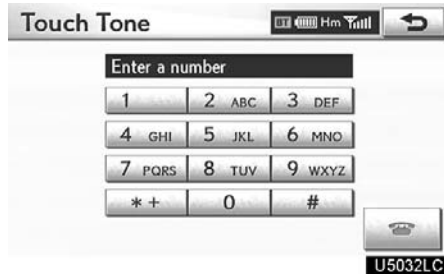 Touch Tone
BT Hm
Enter a number
1 2 ABC 3 DEF
4 GHI 5 JKL 6 MNO
7 PQRS 8 TUV 9 WXYZ
* + 0 #
U5032LC